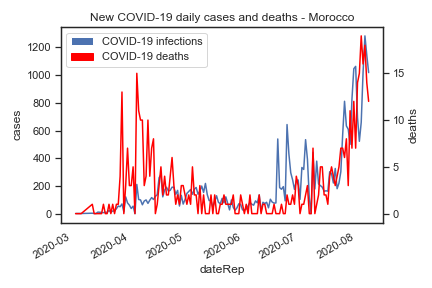 New COVID-19 daily cases and deaths - Morocco
COVID-19 infections
COVID-19 deaths
1200
1000
800
600
400
200
0
cases
15
10
5
0
deaths
2020-03
2020-04
2020-05
2020-06
2020-07
2020-08
dateRep